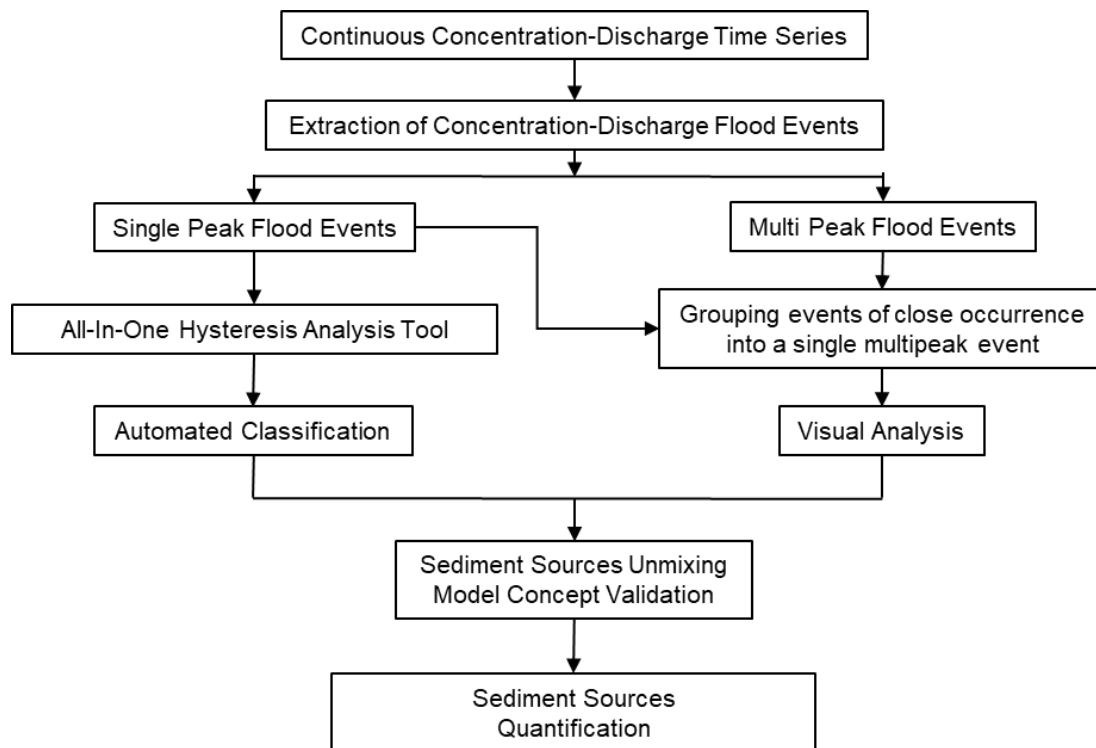 Continuous Concentration-Discharge Time Series
Extraction of Concentration-Discharge Flood Events
Single Peak Flood Events
Multi Peak Flood Events
All-In-One Hysteresis Analysis Tool
Grouping events of close occurrence
into a single multipeak event
Automated Classification
Visual Analysis
Sediment Sources Unmixing
Model Concept Validation
Sediment Sources
Quantification